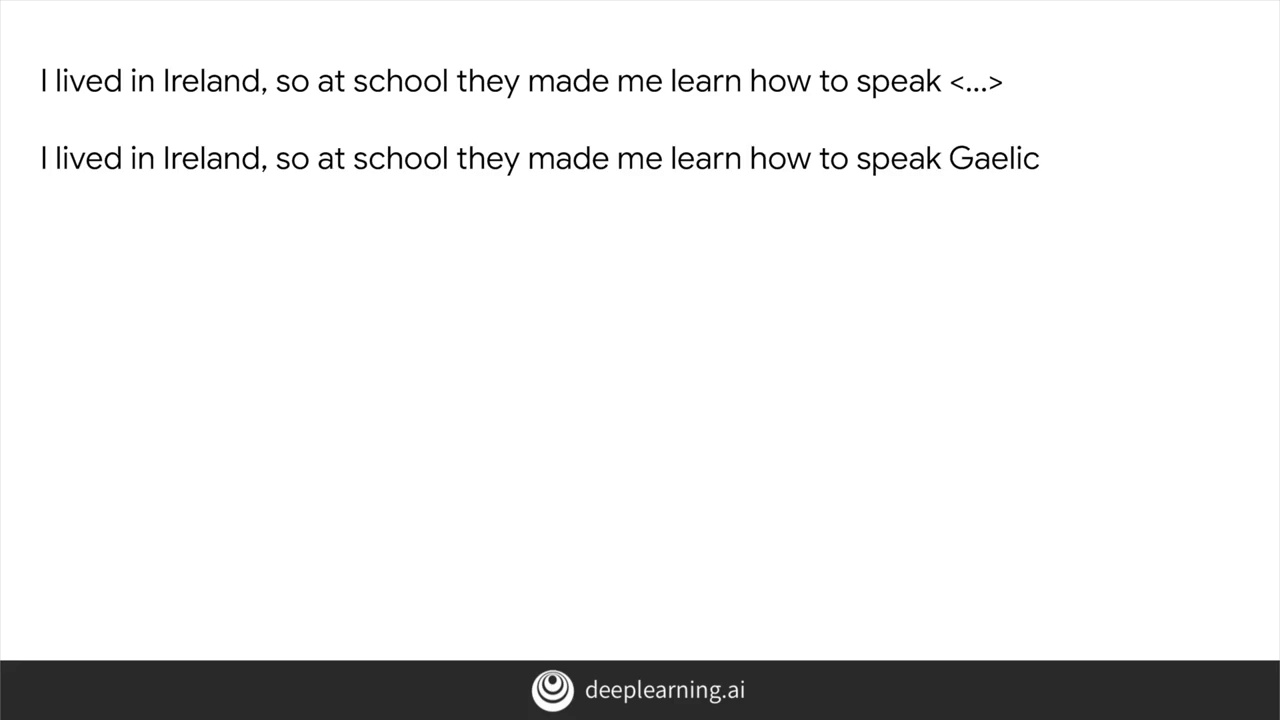 I lived in Ireland, so at school they made me learn how to speak <...>
I lived in Ireland, so at school they made me learn how to speak Gaelic
deeplearning.ai